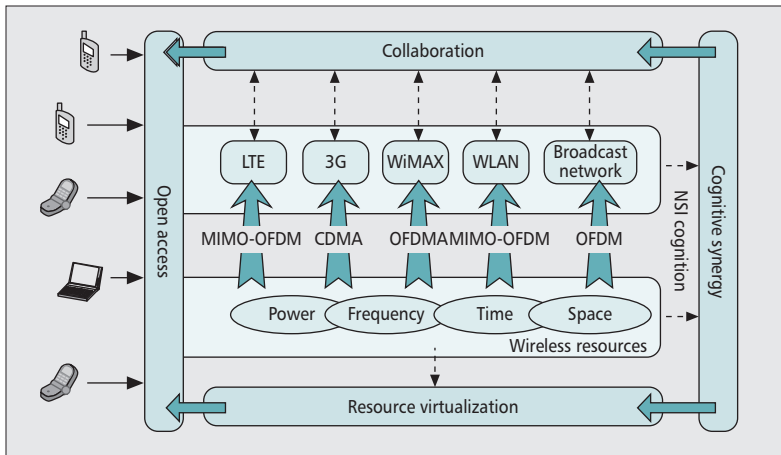 Collaboration
LTE
3G
WiMAX
WLAN
Broadcast
network
Open access
NSI cognition
Cognitive synergy
MIMO-OFDM
CDMA
OFDMA
MIMO-OFDM
OFDM
Power
Frequency
Time
Space
Wireless resources
Resource virtualization